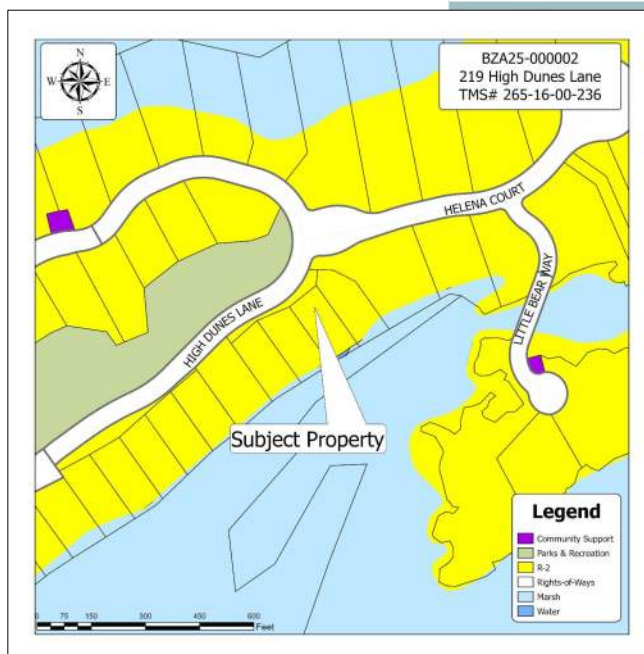 N
W E
S
BZA25-000002
219 High Dunes Lane
TMS# 265-16-00-236
HELENA COURT
LITTLE BEAR WAY
HIGH DUNES LANE
Subject Property
Legend
Community Support
Parks & Recreation
R-2
Rights-of-Ways
Marsh
Water
0 75 150 300 450 600
Feet